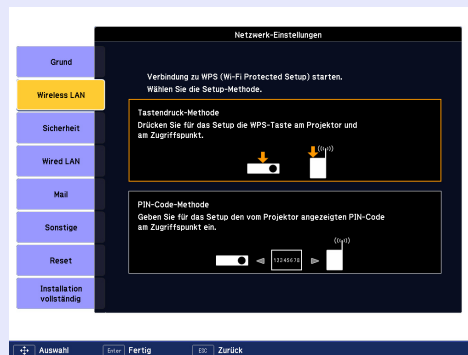 Netzwerk-Einstellungen
Grund
Wireless LAN
Sicherheit
Wired LAN
Mail
Sonstige
Reset
Installation
vollständig
Verbindung zu WPS (Wi-Fi Protected Setup) starten.
Wählen Sie die Setup-Methode.
Tastendruck-Methode
Drücken Sie für das Setup die WPS-Taste am Projektor und
am Zugriffspunkt.
PIN-Code-Methode
Geben Sie für das Setup den vom Projektor angezeigten PIN-Code
am Zugriffspunkt ein.
12345678
Auswahl Enter Fertig ESC Zurück